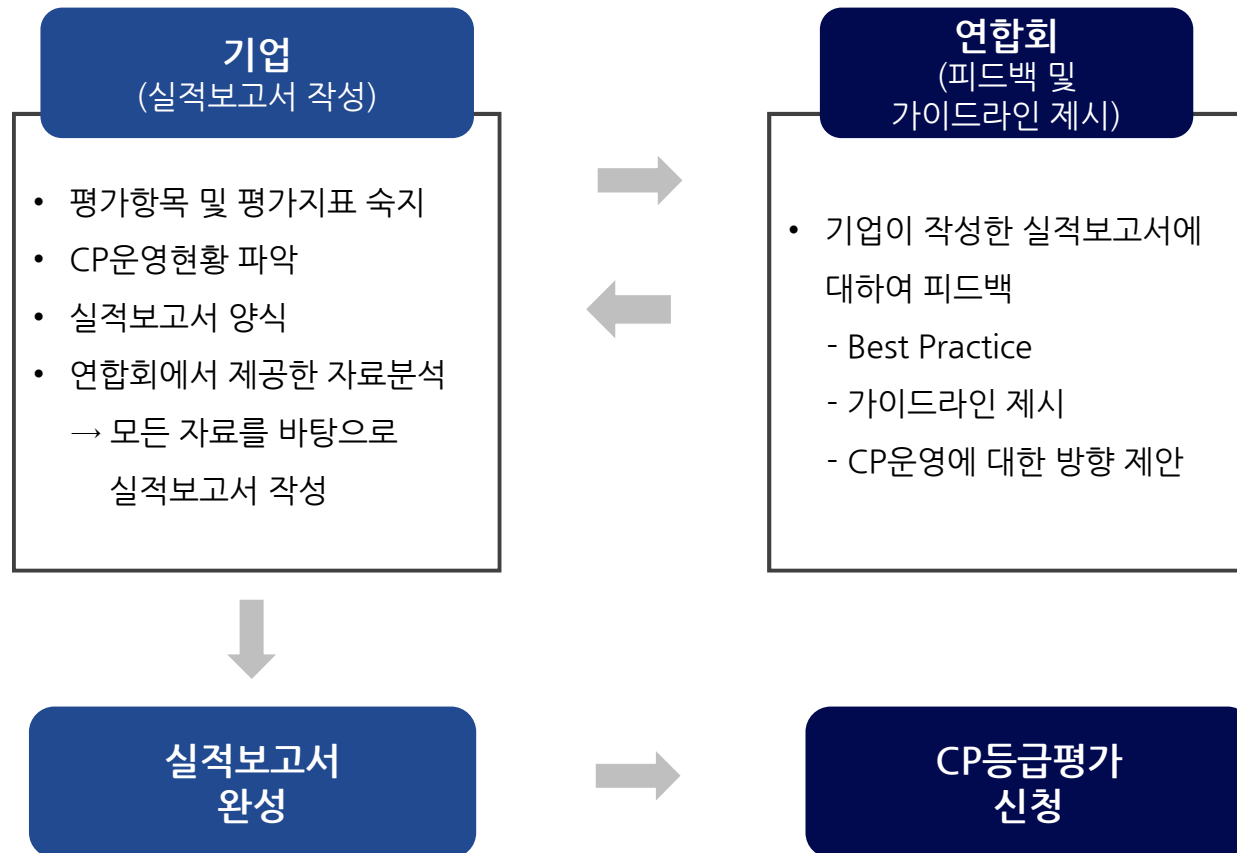 기업
(실적보고서 작성)
• 평가항목 및 평가지표 숙지
• CP운영현황 파악
• 실적보고서 양식
• 연합회에서 제공한 자료분석
→ 모든 자료를 바탕으로
실적보고서 작성
연합회
(피드백 및
가이드라인 제시)
• 기업이 작성한 실적보고서에
대하여 피드백
- Best Practice
- 가이드라인 제시
- CP운영에 대한 방향 제안
실적보고서
완성
CP등급평가
신청